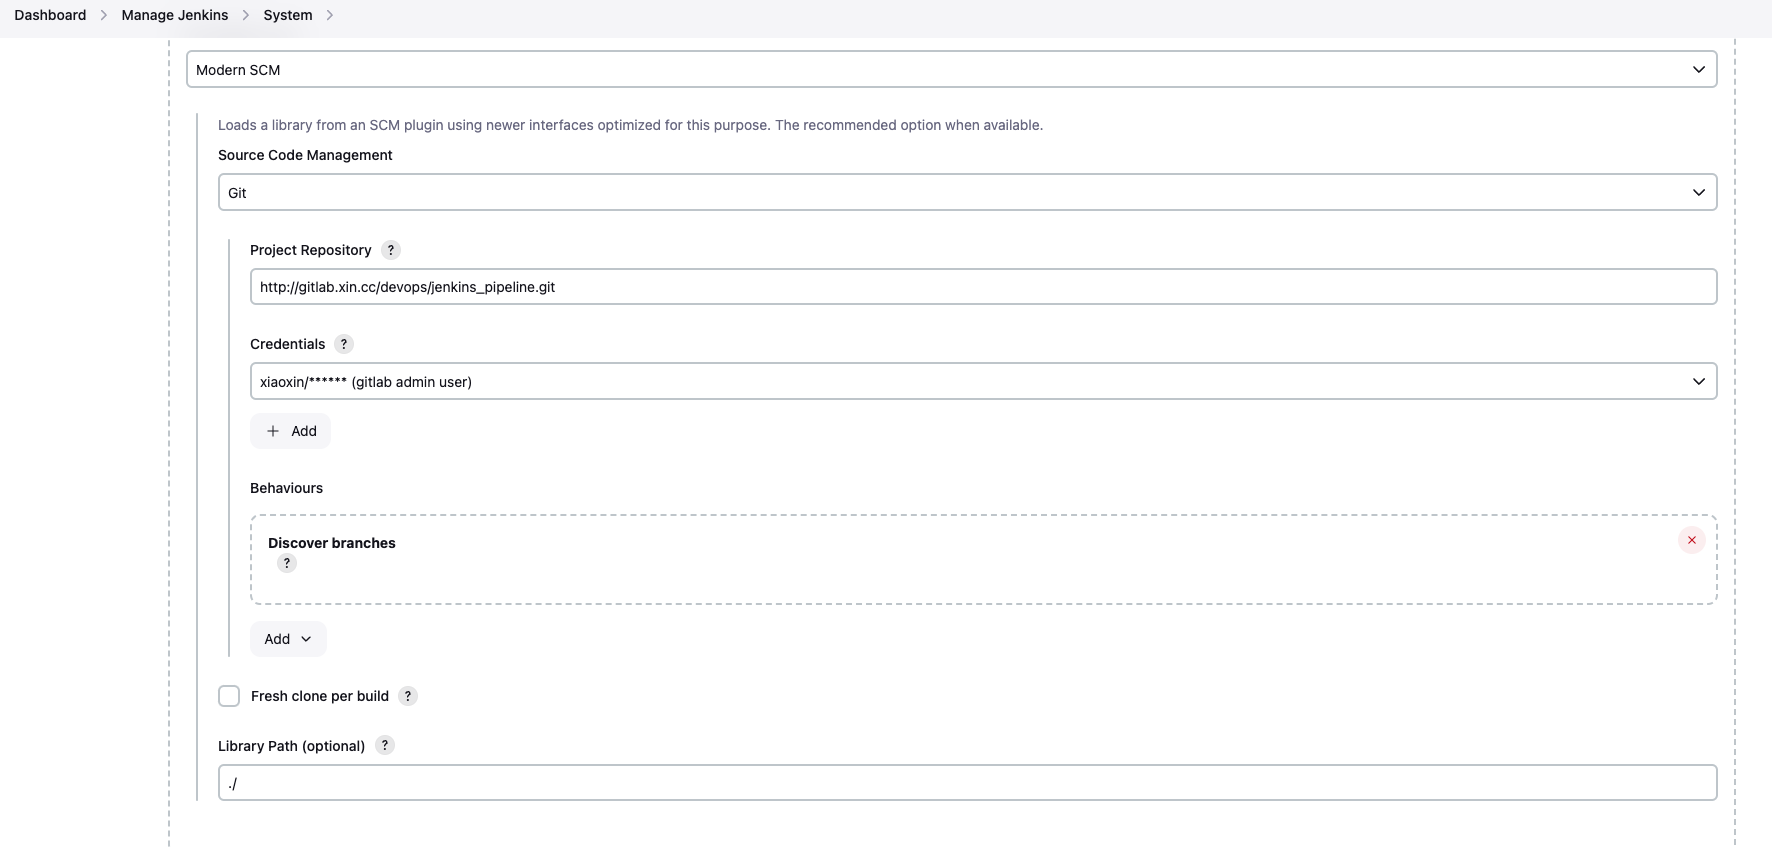 Dashboard > Manage Jenkins > System >
Modern SCM
Loads a library from an SCM plugin using newer interfaces optimized for this purpose. The recommended option when available.
Source Code Management
Git
Project Repository ?
http://gitlab.xin.cc/devops/jenkins_pipeline.git
Credentials ?
xiaoxin/****** (gitlab admin user)
+ Add
Behaviours
Discover branches
?
Add
Fresh clone per build ?
Library Path (optional) ?
./